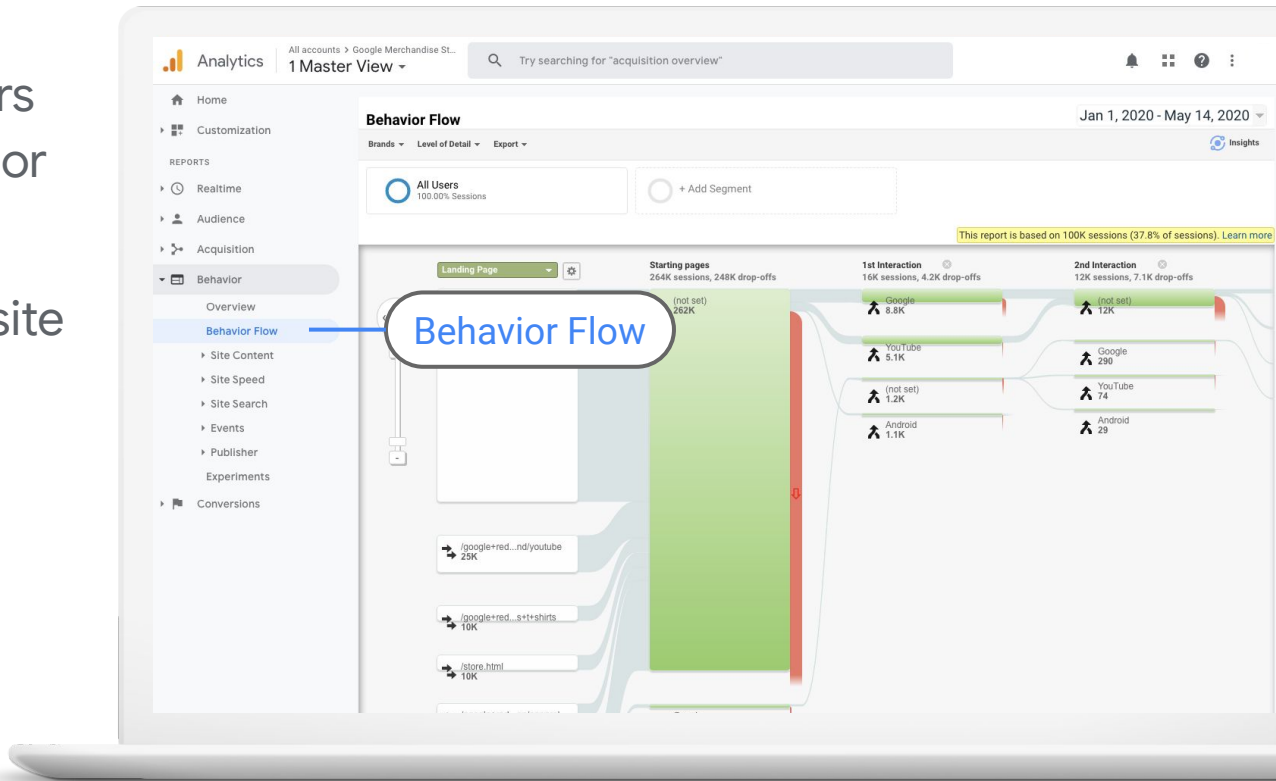 rs
or
site
Analytics
All accounts > Google Merchandise St...
1 Master View
Try searching for "acquisition overview"
Home
Customization
REPORTS
Realtime
Audience
Acquisition
Behavior
Overview
Behavior Flow
Site Content
Site Speed
Site Search
Events
Publisher
Experiments
Conversions
Behavior Flow
Jan 1, 2020 - May 14, 2020
Brands Level of Detail Export
Insights
All Users
100.00% Sessions
+ Add Segment
This report is based on 100K sessions (37.8% of sessions). Learn more
Landing Page
Starting pages
264K sessions, 248K drop-offs
1st Interaction
16K sessions, 4.2K drop-offs
2nd Interaction
12K sessions, 7.1K drop-offs
Behavior Flow
(not set)
262K
Google
8.8K
YouTube
5.1K
(not set)
1.2K
Android
1.1K
(not set)
12K
Google
290
YouTube
74
Android
29
-
/google+red...nd/youtube
25K
/google+red...s+t+shirts
10K
/store.html
10K